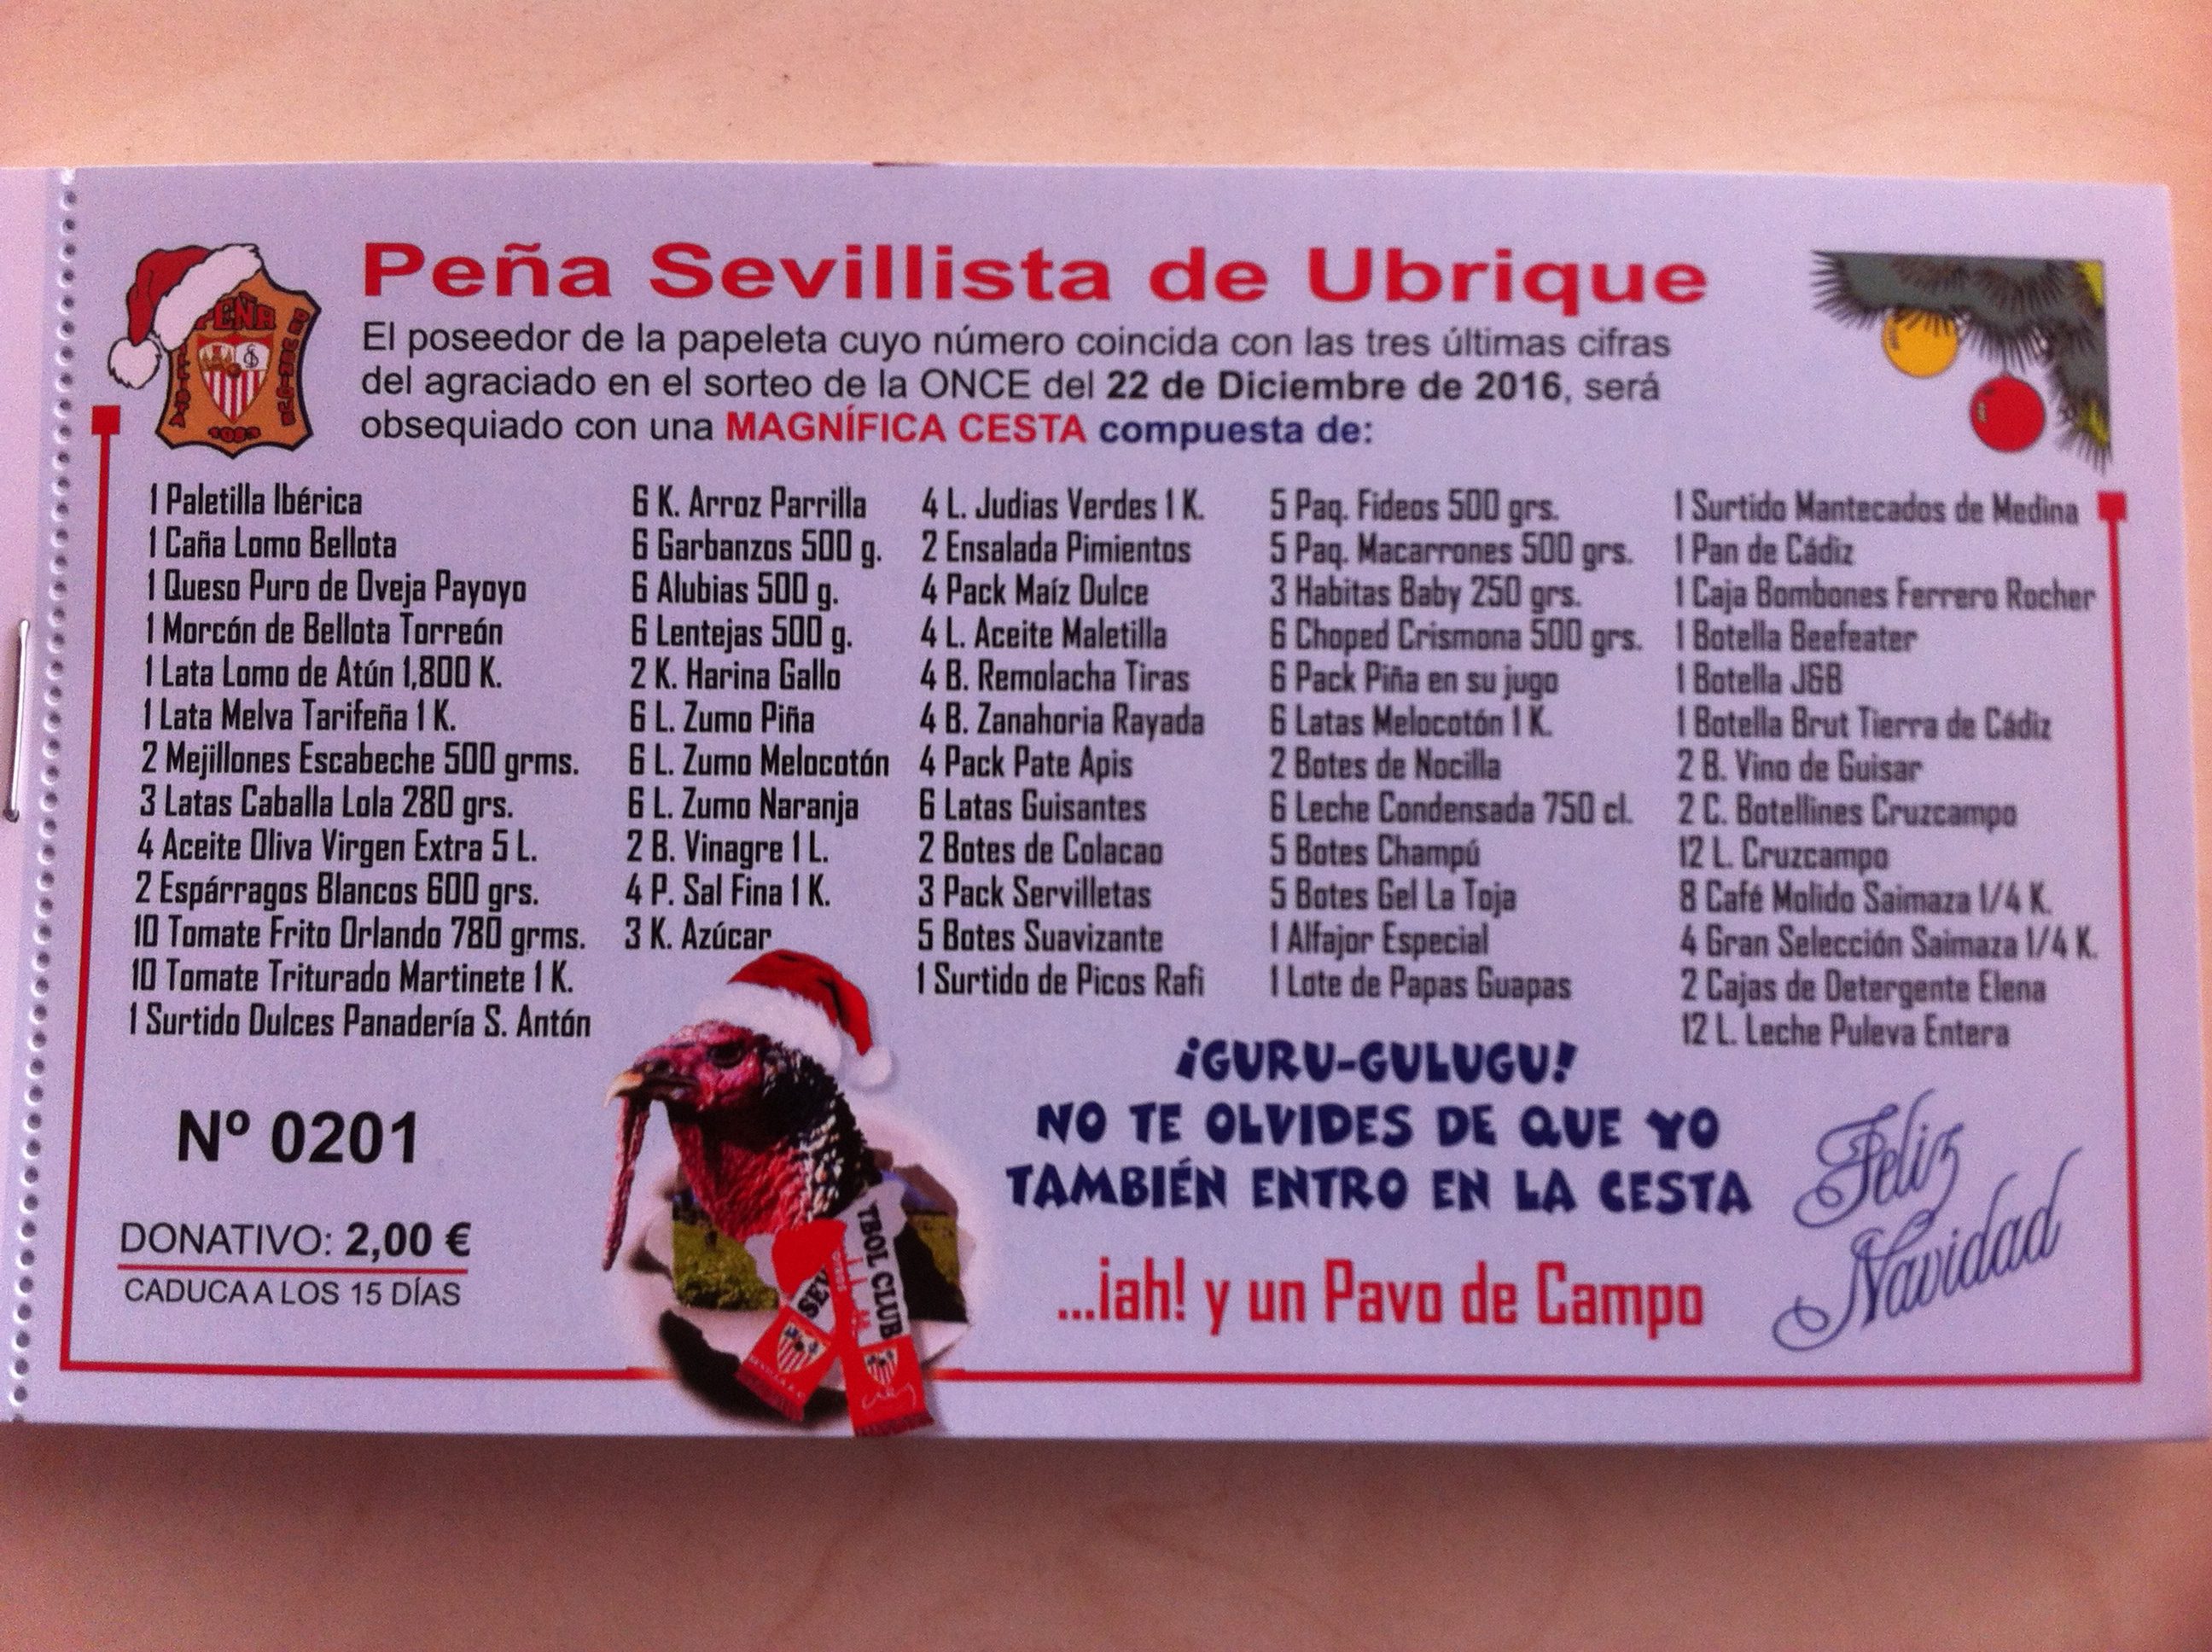 Peña Sevillista de Ubrique
El poseedor de la papeleta cuyo número coincida con las tres últimas cifras
del agraciado en el sorteo de la ONCE del 22 de Diciembre de 2016, será
obsequiado con una MAGNÍFICA CESTA compuesta de:
PEÑA
1 Paletilla Ibérica
1 Caña Lomo Bellota
1 Queso Puro de Oveja Payoyo
1 Morcón de Bellota Torreón
1 Lata Lomo de Atún 1,800 K.
1 Lata Melva Tarifeña 1 K.
2 Mejillones Escabeche 500 grms.
3 Latas Caballa Lola 280 grs.
4 Aceite Oliva Virgen Extra 5 L.
2 Espárragos Blancos 600 grs.
10 Tomate Frito Orlando 780 grms.
10 Tomate Triturado Martinete 1 K.
1 Surtido Dulces Panadería S. Antón
6 K. Arroz Parrilla
6 Garbanzos 500 g.
6 Alubias 500 g.
6 Lentejas 500 g.
2 K. Harina Gallo
6 L. Zumo Piña
6 L. Zumo Melocotón
6 L. Zumo Naranja
2 B. Vinagre 1 L.
4 P. Sal Fina 1 K.
3 K. Azúcar
4 L. Judias Verdes 1 K.
2 Ensalada Pimientos
4 Pack Maíz Dulce
4 L. Aceite Maletilla
4 B. Remolacha Tiras
4 B. Zanahoria Rayada
4 Pack Pate Apis
6 Latas Guisantes
2 Botes de Colacao
3 Pack Servilletas
5 Botes Suavizante
1 Surtido de Picos Rafi
5 Paq. Fideos 500 grs.
5 Paq. Macarrones 500 grs.
3 Habitas Baby 250 grs.
6 Choped Crismona 500 grs.
6 Pack Piña en su jugo
6 Latas Melocotón 1 K.
2 Botes de Nocilla
6 Leche Condensada 750 cl.
5 Botes Champú
5 Botes Gel La Toja
1 Alfajor Especial
1 Lote de Papas Guapas
1 Surtido Mantecados de Medina
1 Pan de Cádiz
1 Caja Bombones Ferrero Rocher
1 Botella Beefeater
1 Botella J&B
1 Botella Brut Tierra de Cádiz
2 B. Vino de Guisar
2 C. Botellines Cruzcampo
12 L. Cruzcampo
8 Café Molido Saimaza 1/4 K.
4 Gran Selección Saimaza 1/4 K.
2 Cajas de Detergente Elena
12 L. Leche Puleva Entera
Nº 0201
DONATIVO: 2,00 €
CADUCA A LOS 15 DÍAS
SEV
TBOL CLUB
¡GURU-GULUGU!
NO TE OLVIDES DE QUE YO
TAMBIÉN ENTRO EN LA CESTA
...¡ah! y un Pavo de Campo
Feliz
Navidad